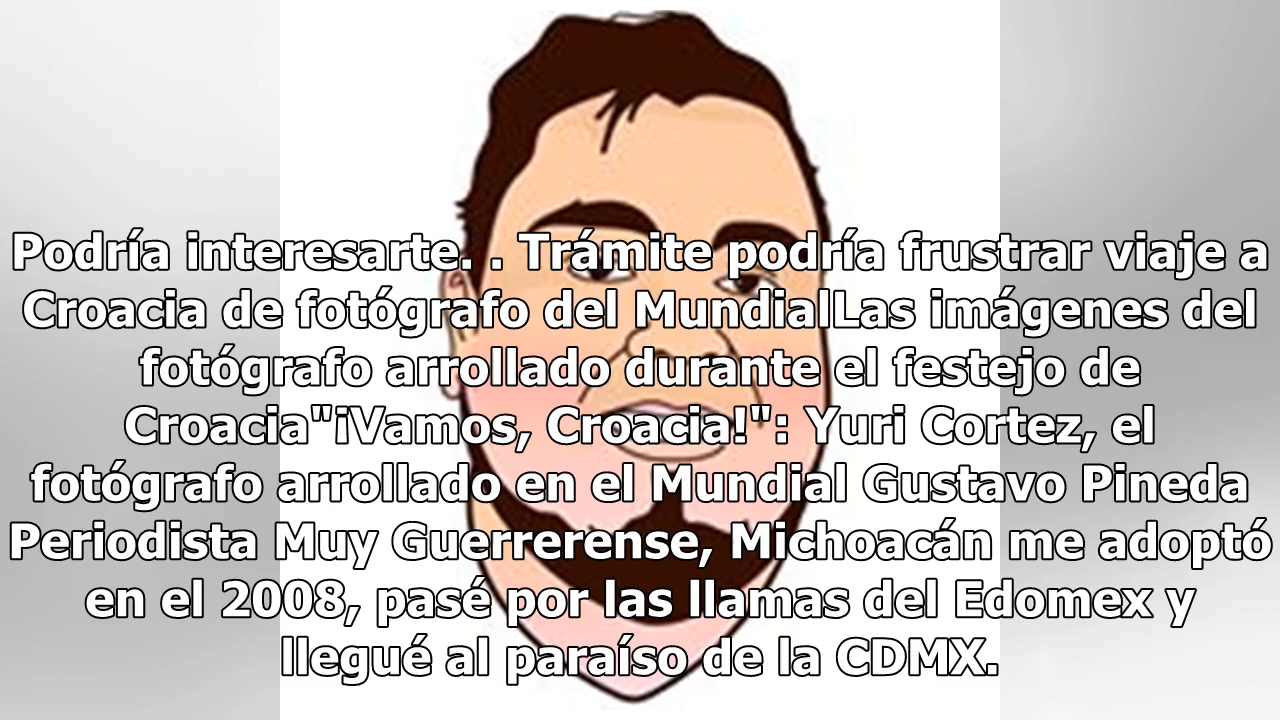 Podría interesarte. . Trámite podría frustrar viaje a
Croacia de fotógrafo del MundialLas imágenes del
fotógrafo arrollado durante el festejo de
Croacia"¡Vamos, Croacia!": Yuri Cortez, el
fotógrafo arrollado en el Mundial Gustavo Pineda
Periodista Muy Guerrerense, Michoacán me adoptó
en el 2008, pasé por las llamas del Edomex y
llegué al paraíso de la CDMX.